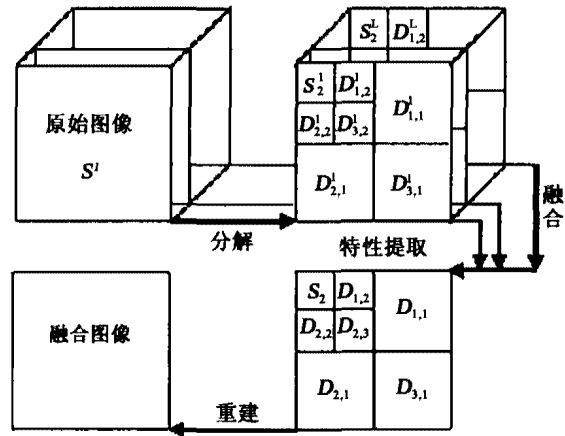 S₂ᴸ D₁,₂ᴸ
原始图像
S¹
S₂¹ D₁,₂¹
D₁,₁¹
D₂,₂¹ D₃,₂¹
D₂,₁¹ D₃,₁¹
分解
特性提取
融合
融合图像
S₂ D₁,₂
D₁,₁
D₂,₂ D₂,₃
D₂,₁ D₃,₁
重建